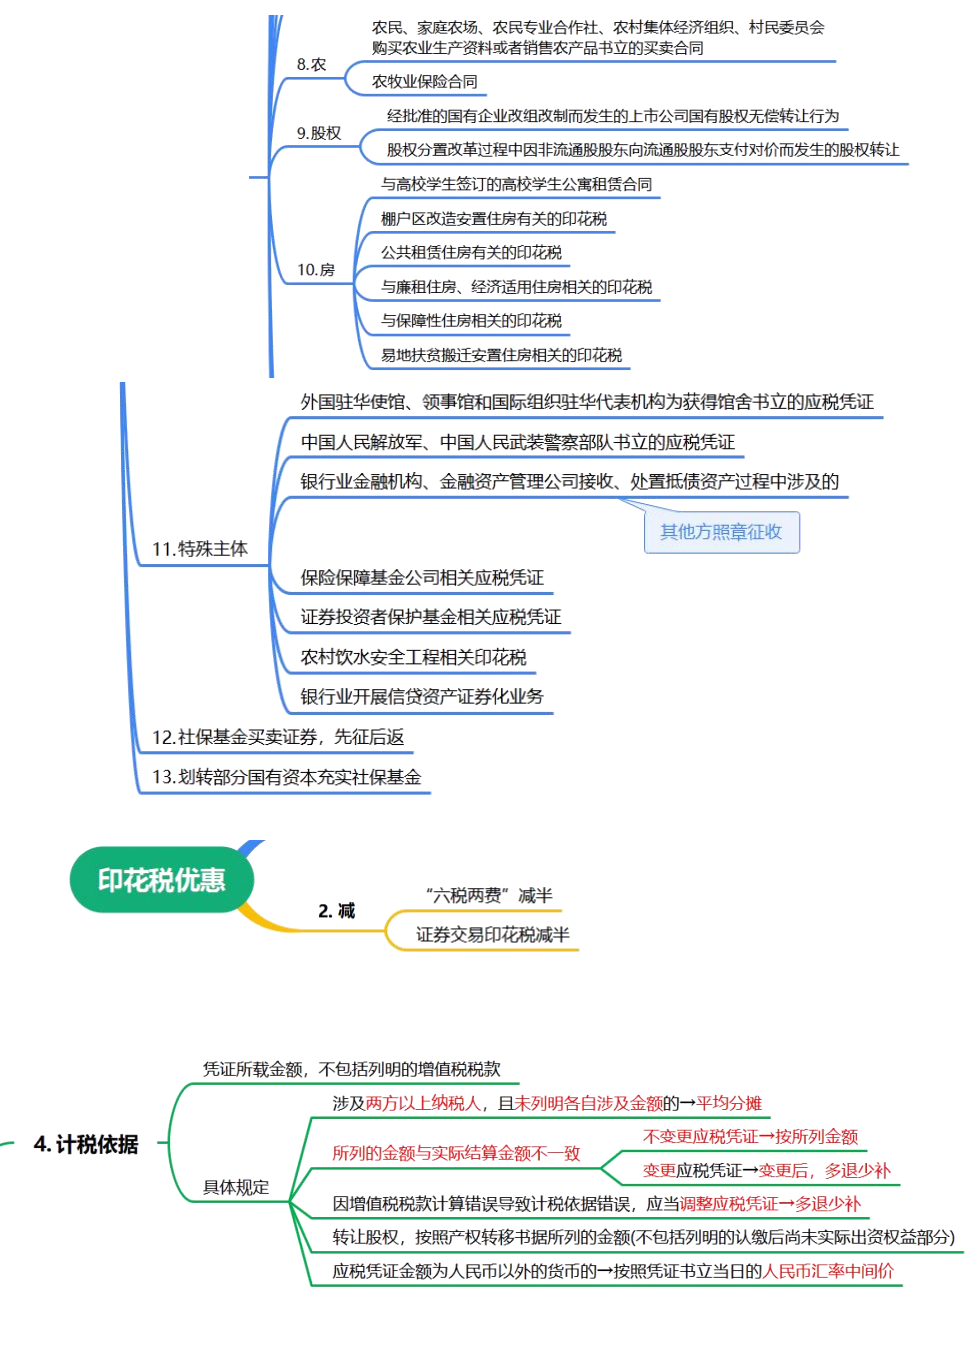 农民、家庭农场、农民专业合作社、农村集体经济组织、村民委员会
购买农业生产资料或者销售农产品书立的买卖合同
8.农
农牧业保险合同
经批准的国有企业改组改制而发生的上市公司国有股权无偿转让行为
9.股权
股权分置改革过程中因非流通股股东向流通股股东支付对价而发生的股权转让
与高校学生签订的高校学生公寓租赁合同
棚户区改造安置住房有关的印花税
公共租赁住房有关的印花税
10.房
与廉租住房、经济适用住房相关的印花税
与保障性住房相关的印花税
易地扶贫搬迁安置住房相关的印花税
外国驻华使馆、领事馆和国际组织驻华代表机构为获得馆舍书立的应税凭证
中国人民解放军、中国人民武装警察部队书立的应税凭证
银行业金融机构、金融资产管理公司接收、处置抵债资产过程中涉及的
其他方照章征收
11.特殊主体
保险保障基金公司相关应税凭证
证券投资者保护基金相关应税凭证
农村饮水安全工程相关印花税
银行业开展信贷资产证券化业务
12.社保基金买卖证券，先征后返
13.划转部分国有资本充实社保基金
印花税优惠
2. 减
“六税两费”减半
证券交易印花税减半
凭证所载金额，不包括列明的增值税税款
涉及两方以上纳税人，且未列明各自涉及金额的→平均分摊
4. 计税依据
所列的金额与实际结算金额不一致
不变更应税凭证→按所列金额
变更应税凭证→变更后，多退少补
具体规定
因增值税税款计算错误导致计税依据错误，应当调整应税凭证→多退少补
转让股权，按照产权转移书据所列的金额(不包括列明的认缴后尚未实际出资权益部分)
应税凭证金额为人民币以外的货币的→按照凭证书立当日的人民币汇率中间价